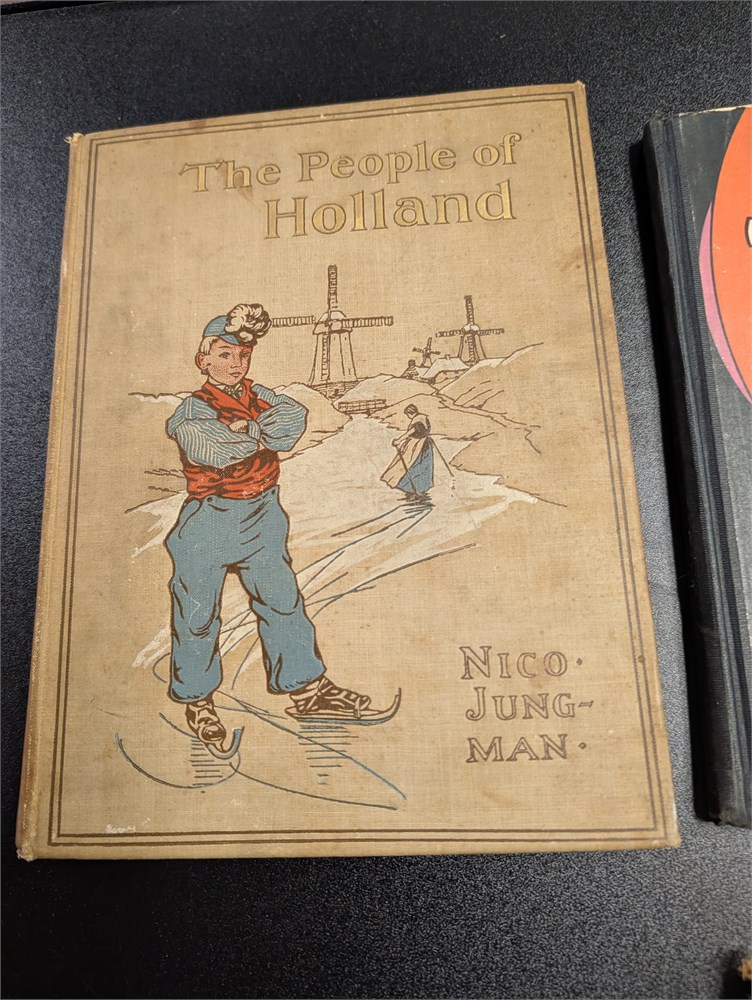 The People of
Holland
NICO·
JUNG-
MAN·